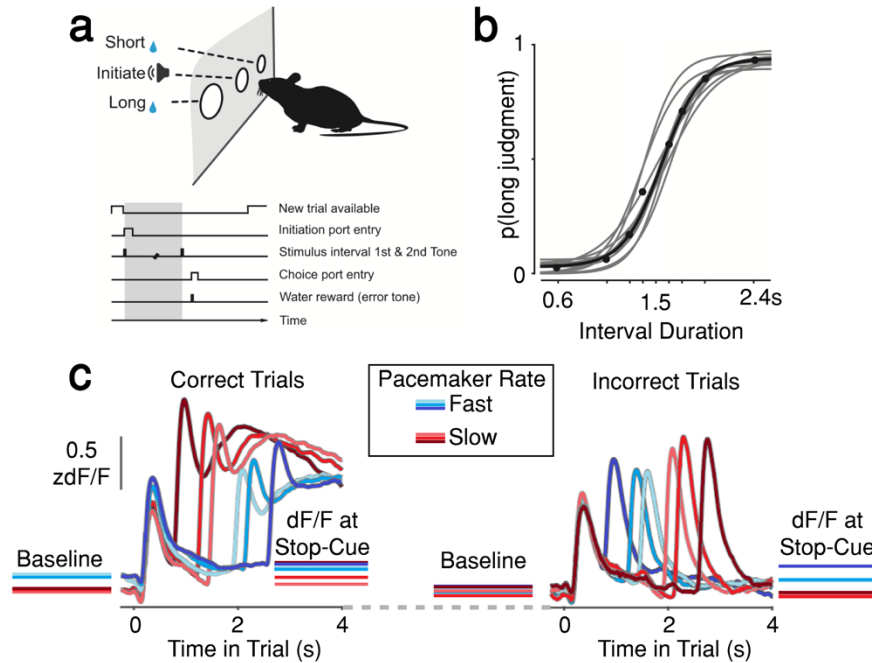 a
Short
Initiate
Long
New trial available
Initiation port entry
Stimulus interval 1st & 2nd Tone
Choice port entry
Water reward (error tone)
Time
b
1
p(long judgment)
0
0.6
1.5
2.4s
Interval Duration
c
Correct Trials
0.5
zdF/F
Baseline
dF/F at
Stop-Cue
0
2
4
Time in Trial (s)
Pacemaker Rate
Fast
Slow
Incorrect Trials
Baseline
dF/F at
Stop-Cue
0
2
4
Time in Trial (s)